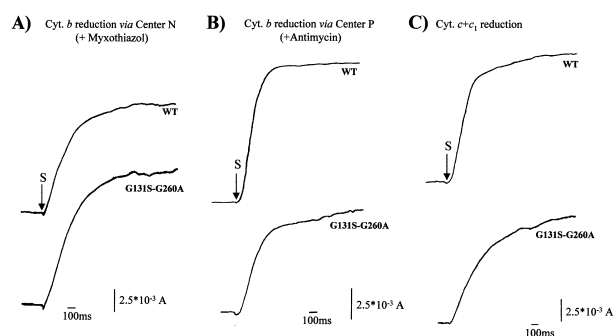 A) Cyt. b reduction via Center N
(+ Myxothiazol)
WT
S
G131S-G260A
2.5*10-3 A
100ms
B) Cyt. b reduction via Center P
(+Antimycin)
WT
S
G131S-G260A
2.5*10-3 A
100ms
C) Cyt. c+c1 reduction
WT
S
G131S-G260A
2.5*10-3 A
100ms